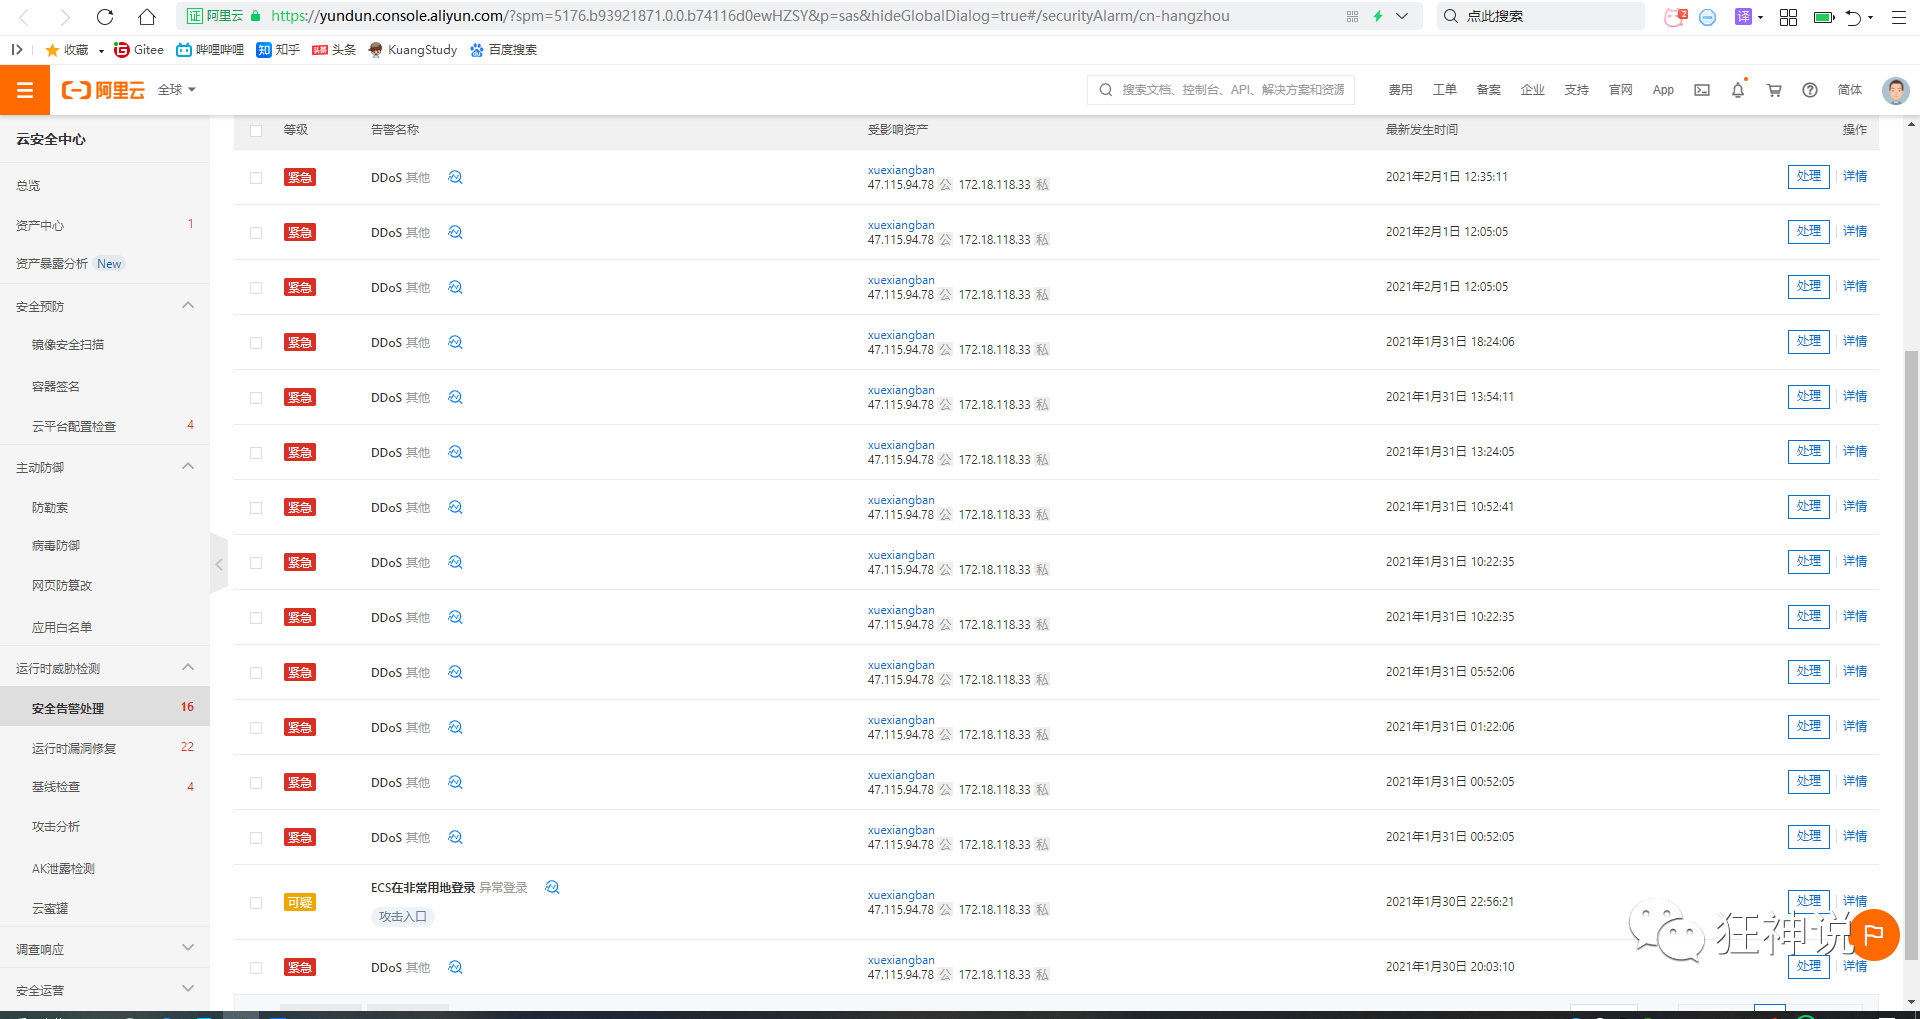 证 阿里云 https://yundun.console.aliyun.com/?spm=5176.b93921871.0.0.b74116d0ewHZSY&p=sas&hideGlobalDialog=true#/securityAlarm/cn-hangzhou 点此搜索 2 译
收藏 Gitee 哔哩哔哩 知 知乎 头条 头条 KuangStudy 百度搜索
阿里云 全球 搜索文档、控制台、API、解决方案和资源 费用 工单 备案 企业 支持 官网 App 简体
云安全中心
总览
资产中心 1
资产暴露分析 New
安全预防
镜像安全扫描
容器签名
云平台配置检查 4
主动防御
防勒索
病毒防御
网页防篡改
应用白名单
运行时威胁检测
安全告警处理 16
运行时漏洞修复 22
基线检查 4
攻击分析
AK泄露检测
云蜜罐
调查响应
安全运营
等级 告警名称 受影响资产 最新发生时间 操作
紧急 DDoS 其他 xuexiangban 2021年2月1日 12:35:11 处理 详情
47.115.94.78 公 172.18.118.33 私
紧急 DDoS 其他 xuexiangban 2021年2月1日 12:05:05 处理 详情
47.115.94.78 公 172.18.118.33 私
紧急 DDoS 其他 xuexiangban 2021年2月1日 12:05:05 处理 详情
47.115.94.78 公 172.18.118.33 私
紧急 DDoS 其他 xuexiangban 2021年1月31日 18:24:06 处理 详情
47.115.94.78 公 172.18.118.33 私
紧急 DDoS 其他 xuexiangban 2021年1月31日 13:54:11 处理 详情
47.115.94.78 公 172.18.118.33 私
紧急 DDoS 其他 xuexiangban 2021年1月31日 13:24:05 处理 详情
47.115.94.78 公 172.18.118.33 私
紧急 DDoS 其他 xuexiangban 2021年1月31日 10:52:41 处理 详情
47.115.94.78 公 172.18.118.33 私
紧急 DDoS 其他 xuexiangban 2021年1月31日 10:22:35 处理 详情
47.115.94.78 公 172.18.118.33 私
紧急 DDoS 其他 xuexiangban 2021年1月31日 10:22:35 处理 详情
47.115.94.78 公 172.18.118.33 私
紧急 DDoS 其他 xuexiangban 2021年1月31日 05:52:06 处理 详情
47.115.94.78 公 172.18.118.33 私
紧急 DDoS 其他 xuexiangban 2021年1月31日 01:22:06 处理 详情
47.115.94.78 公 172.18.118.33 私
紧急 DDoS 其他 xuexiangban 2021年1月31日 00:52:05 处理 详情
47.115.94.78 公 172.18.118.33 私
紧急 DDoS 其他 xuexiangban 2021年1月31日 00:52:05 处理 详情
47.115.94.78 公 172.18.118.33 私
可疑 ECS在非常用地登录 异常登录 xuexiangban 2021年1月30日 22:56:21 处理 详情
攻击入口 47.115.94.78 公 172.18.118.33 私
狂神说
紧急 DDoS 其他 xuexiangban 2021年1月30日 20:03:10 处理 详情
47.115.94.78 公 172.18.118.33 私